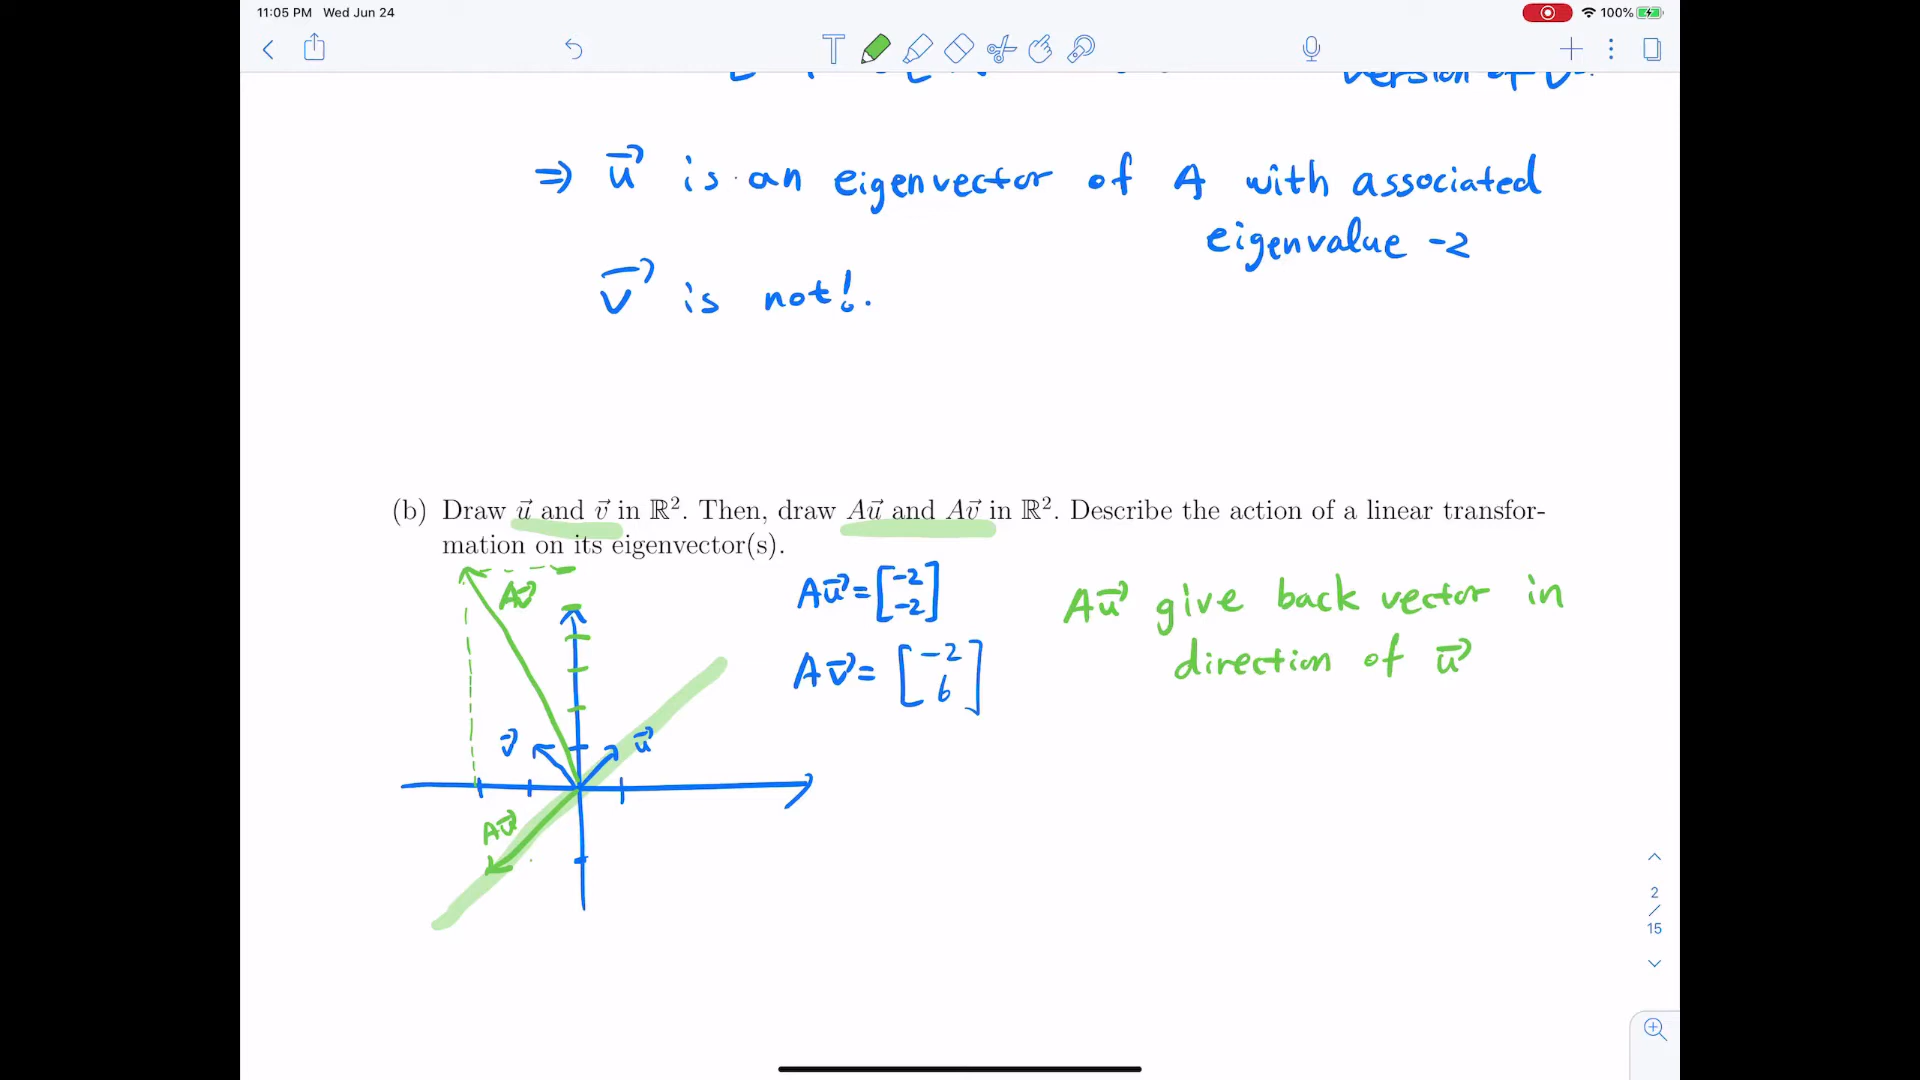 11:05 PM Wed Jun 24
100%
version of v
⇒ u⃗ is an eigenvector of A with associated
eigenvalue -2
v⃗ is not!.
(b) Draw u⃗ and v⃗ in ℝ². Then, draw Au⃗ and Av⃗ in ℝ². Describe the action of a linear transfor-
mation on its eigenvector(s).
Av⃗
Au⃗ = [-2 -2]
Au⃗ give back vector in
direction of u⃗
Av⃗ = [-2 6]
v⃗
u⃗
Au⃗
2
/
15